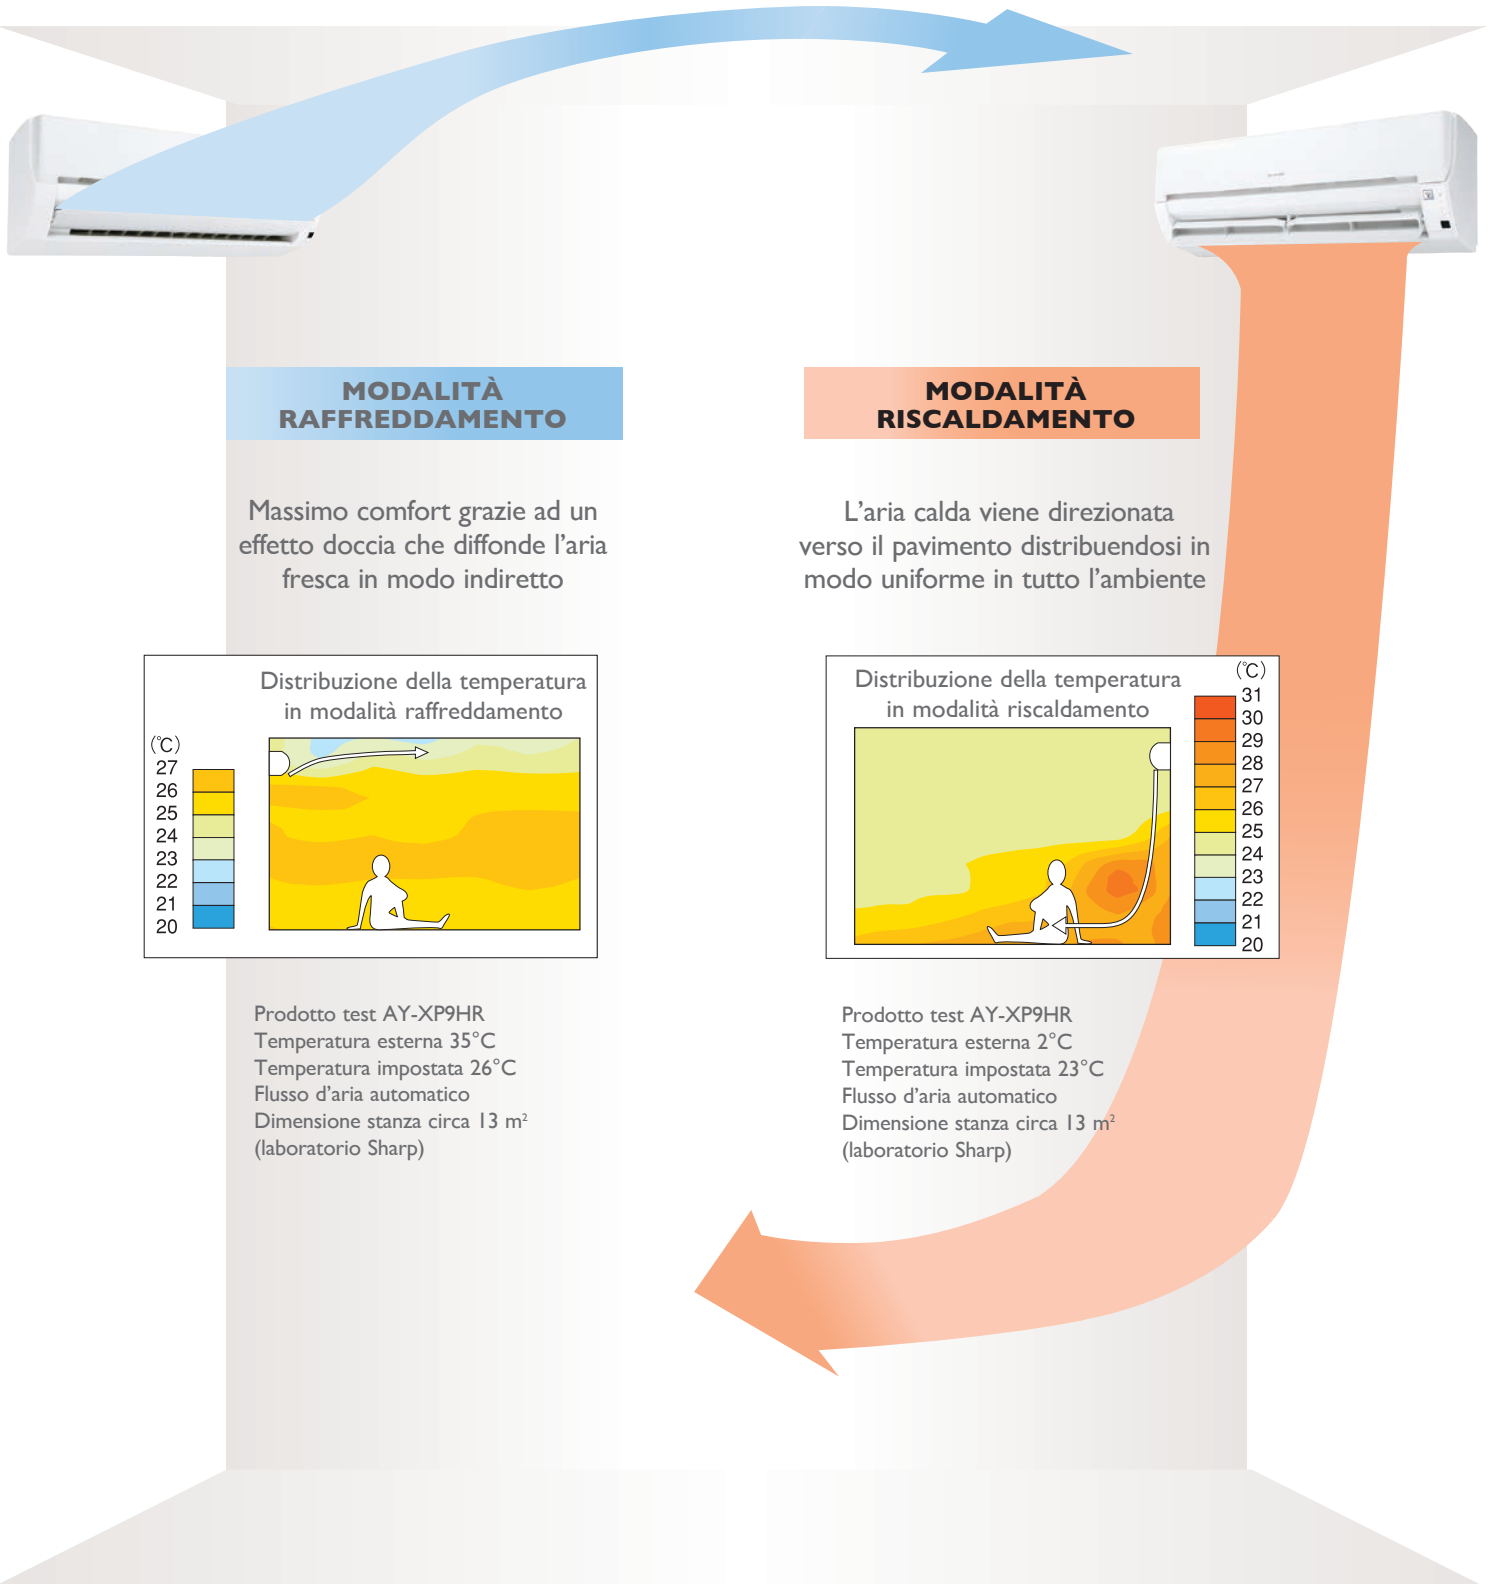 MODALITÀ
RAFFREDDAMENTO
Massimo comfort grazie ad un
effetto doccia che diffonde l’aria
fresca in modo indiretto
Distribuzione della temperatura
in modalità raffreddamento
(°C)
27
26
25
24
23
22
21
20
Prodotto test AY-XP9HR
Temperatura esterna 35°C
Temperatura impostata 26°C
Flusso d’aria automatico
Dimensione stanza circa 13 m²
(laboratorio Sharp)
MODALITÀ
RISCALDAMENTO
L’aria calda viene direzionata
verso il pavimento distribuendosi in
modo uniforme in tutto l’ambiente
Distribuzione della temperatura
in modalità riscaldamento
(°C)
31
30
29
28
27
26
25
24
23
22
21
20
Prodotto test AY-XP9HR
Temperatura esterna 2°C
Temperatura impostata 23°C
Flusso d’aria automatico
Dimensione stanza circa 13 m²
(laboratorio Sharp)